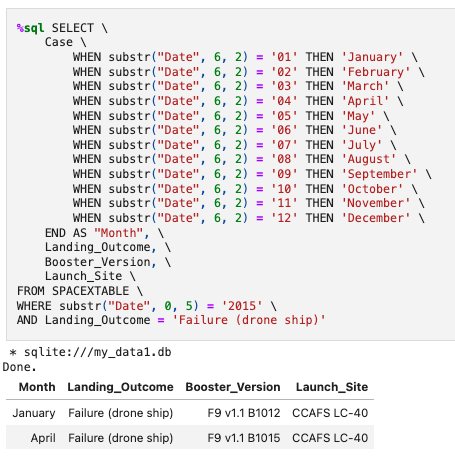 %sql SELECT \
Case \
WHEN substr("Date", 6, 2) = '01' THEN 'January' \
WHEN substr("Date", 6, 2) = '02' THEN 'February' \
WHEN substr("Date", 6, 2) = '03' THEN 'March' \
WHEN substr("Date", 6, 2) = '04' THEN 'April' \
WHEN substr("Date", 6, 2) = '05' THEN 'May' \
WHEN substr("Date", 6, 2) = '06' THEN 'June' \
WHEN substr("Date", 6, 2) = '07' THEN 'July' \
WHEN substr("Date", 6, 2) = '08' THEN 'August' \
WHEN substr("Date", 6, 2) = '09' THEN 'September' \
WHEN substr("Date", 6, 2) = '10' THEN 'October' \
WHEN substr("Date", 6, 2) = '11' THEN 'November' \
WHEN substr("Date", 6, 2) = '12' THEN 'December' \
END AS "Month", \
Landing_Outcome, \
Booster_Version, \
Launch_Site \
FROM SPACEXTABLE \
WHERE substr("Date", 0, 5) = '2015' \
AND Landing_Outcome = 'Failure (drone ship)'
* sqlite:///my_data1.db
Done.
Month Landing_Outcome Booster_Version Launch_Site
January Failure (drone ship) F9 v1.1 B1012 CCAFS LC-40
April Failure (drone ship) F9 v1.1 B1015 CCAFS LC-40